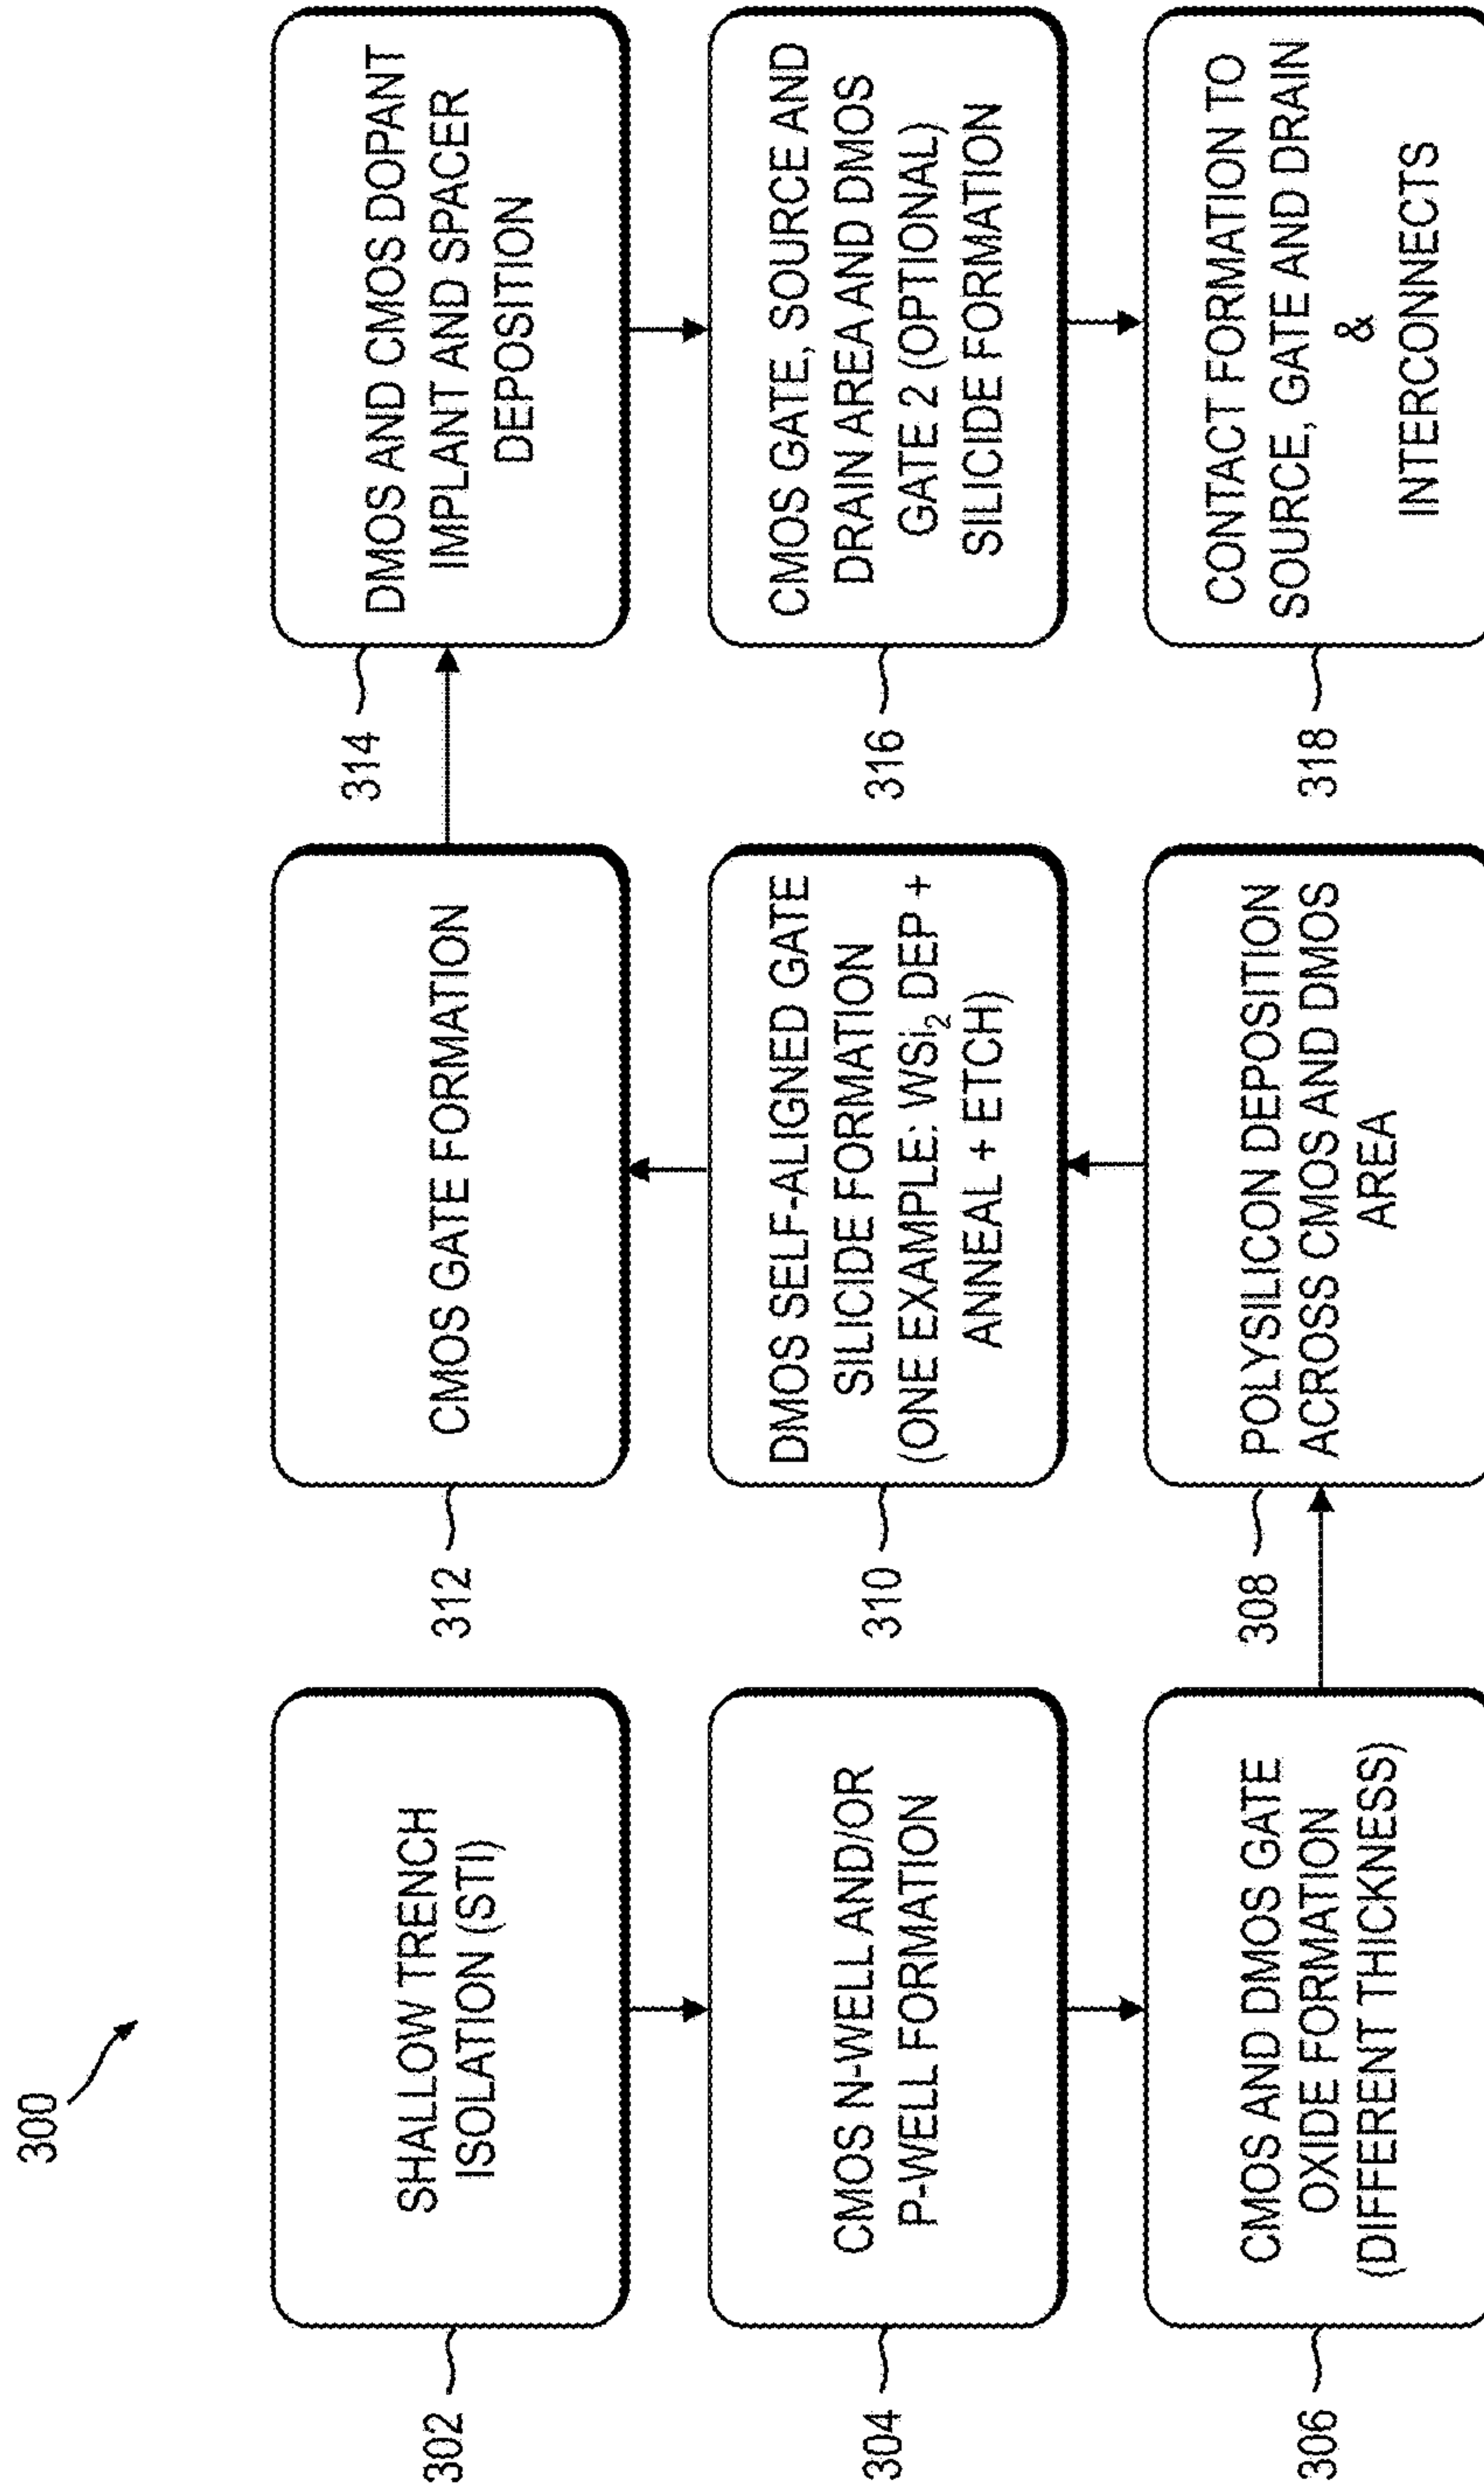 300
302
SHALLOW TRENCH
ISOLATION (STI)
304
CMOS N-WELL AND/OR
P-WELL FORMATION
306
CMOS AND DMOS GATE
OXIDE FORMATION
(DIFFERENT THICKNESS)
308
POLYSILICON DEPOSITION
ACROSS CMOS AND DMOS
AREA
310
DMOS SELF-ALIGNED GATE
SILICIDE FORMATION
(ONE EXAMPLE: WSi₂ DEP +
ANNEAL + ETCH)
312
CMOS GATE FORMATION
314
DMOS AND CMOS DOPANT
IMPLANT AND SPACER
DEPOSITION
316
CMOS GATE, SOURCE AND
DRAIN AREA AND DMOS
GATE 2 (OPTIONAL)
SILICIDE FORMATION
318
CONTACT FORMATION TO
SOURCE, GATE AND DRAIN
&
INTERCONNECTS